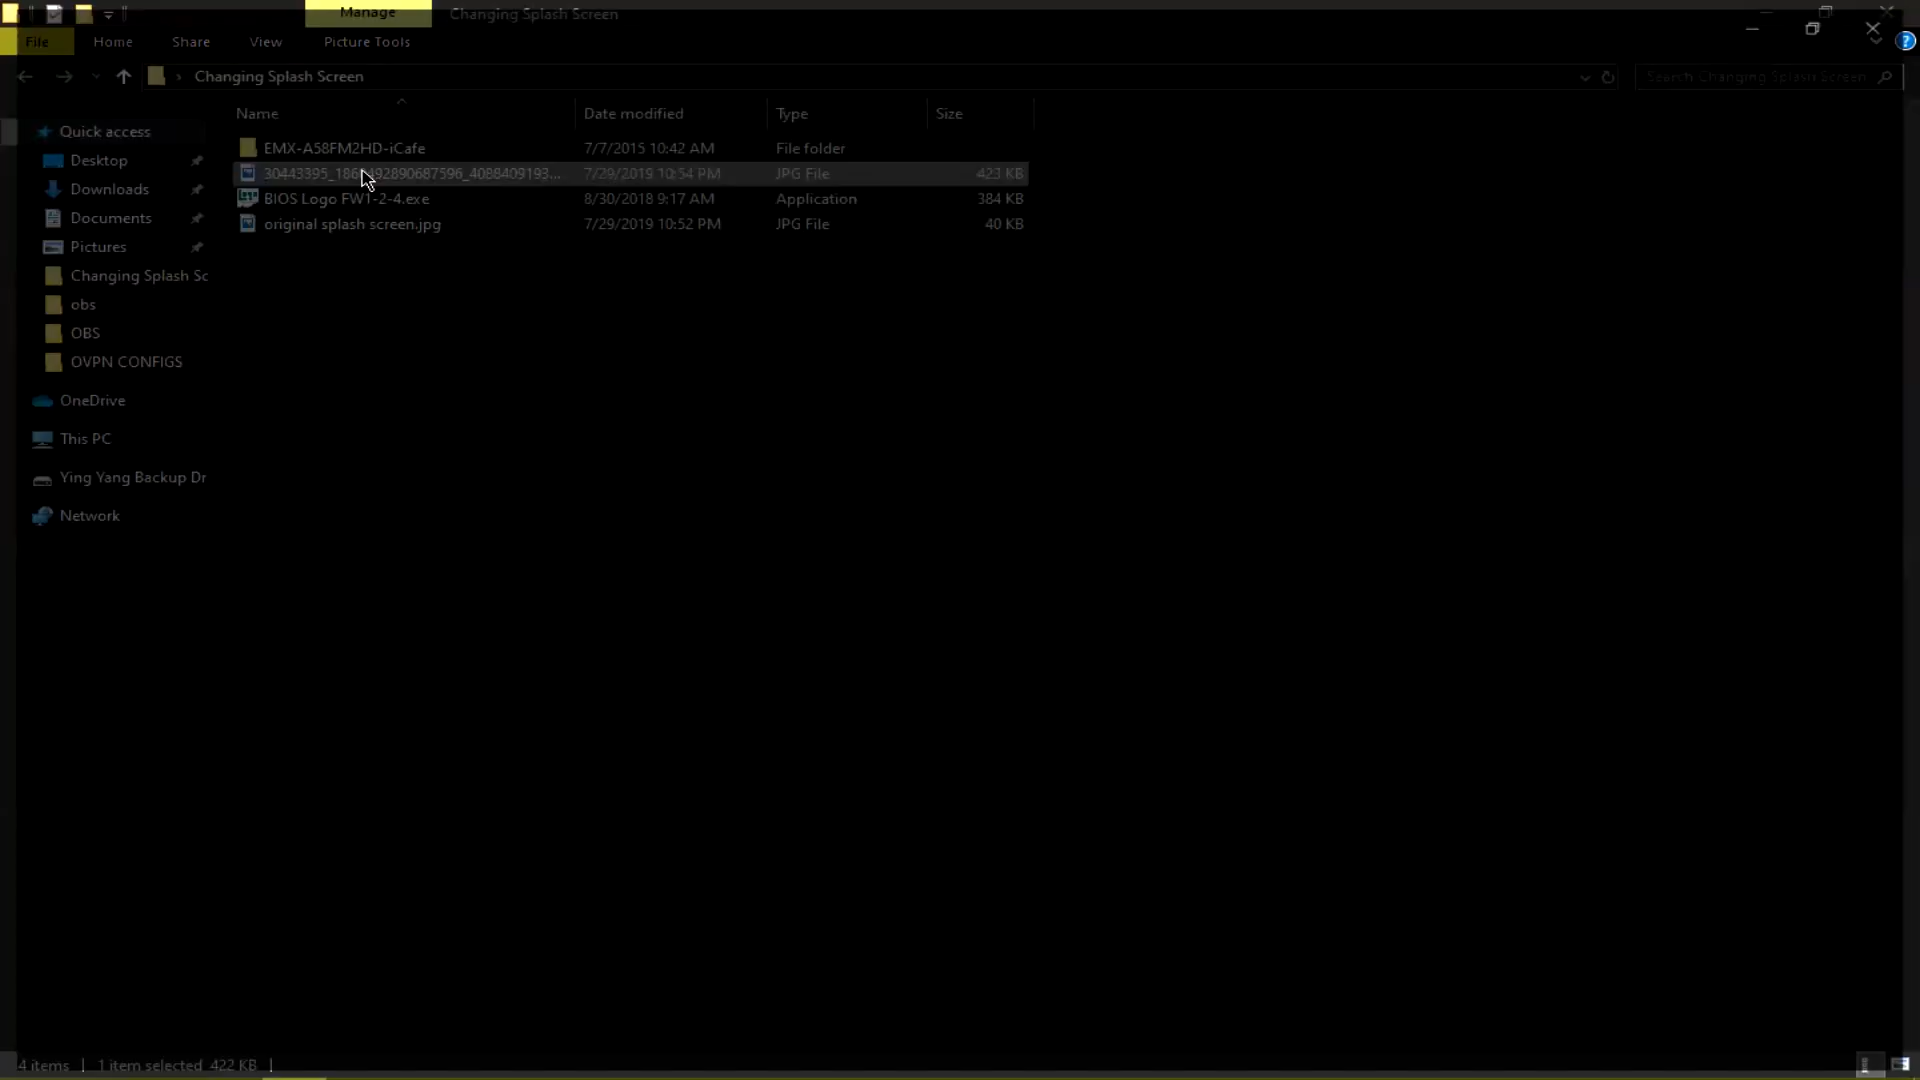 Manage Changing Splash Screen
File Home Share View Picture Tools
Changing Splash Screen Search Changing Splash Screen
Name Date modified Type Size
Quick access
Desktop
Downloads
Documents
Pictures
Changing Splash Sc
obs
OBS
OVPN CONFIGS
OneDrive
This PC
Ying Yang Backup Dr
Network
EMX-A58FM2HD-iCafe 7/7/2015 10:42 AM File folder
7/29/2019 10:54 PM JPG File 423 KB
BIOS Logo FW1-2-4.exe 8/30/2018 9:17 AM Application 384 KB
original splash screen.jpg 7/29/2019 10:52 PM JPG File 40 KB
4 items 1 item selected 422 KB